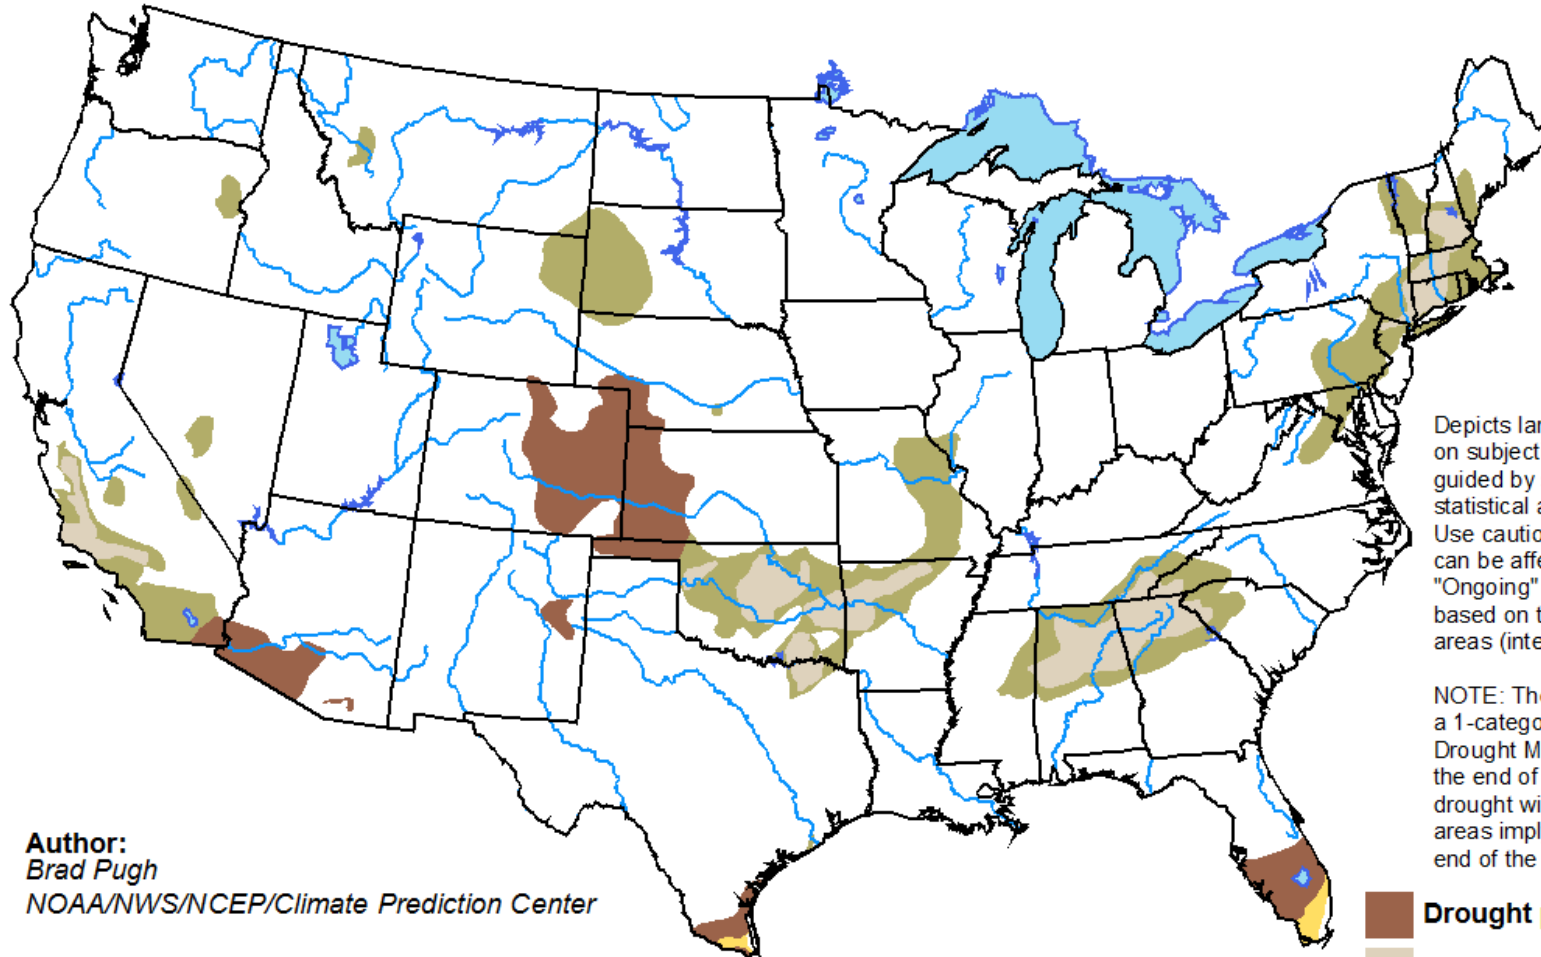 Depicts lar
on subject
guided by
statistical a
Use cautio
can be affe
"Ongoing"
based on t
areas (inte
NOTE: The
a 1-catego
Drought M
the end of
drought wi
areas impl
end of the
Author:
Brad Pugh
NOAA/NWS/NCEP/Climate Prediction Center
Drought